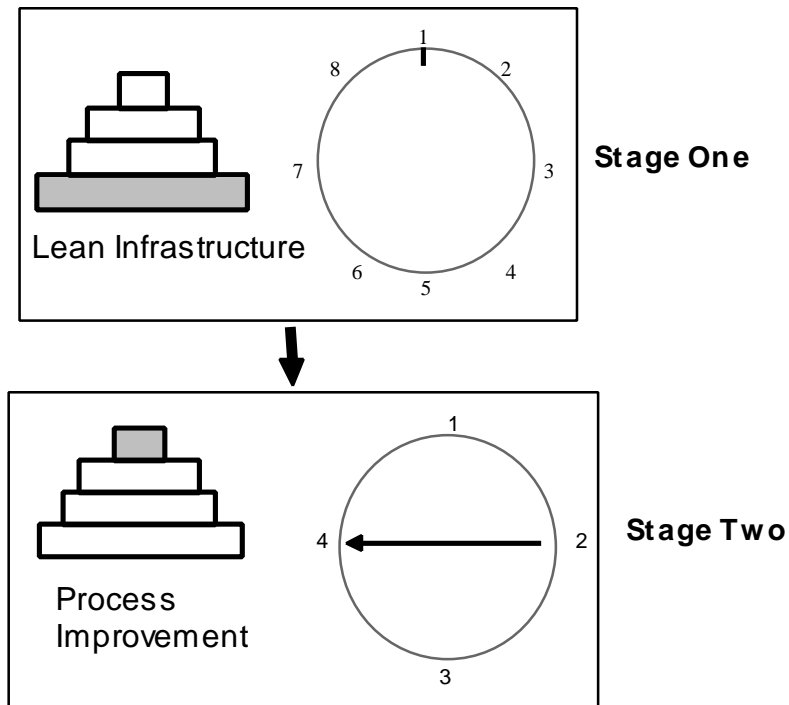 1
8
2
7
3
Stage One
Lean Infrastructure
6
4
5
1
4
2
Stage Two
Process
Improvement
3